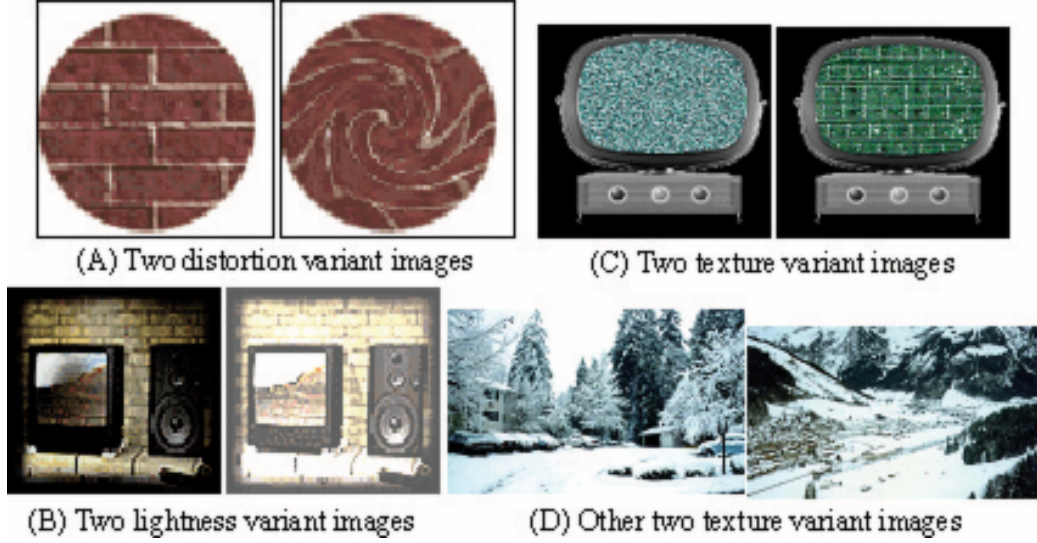 (A) Two distortion variant images
(C) Two texture variant images
(B) Two lightness variant images
(D) Other two texture variant images